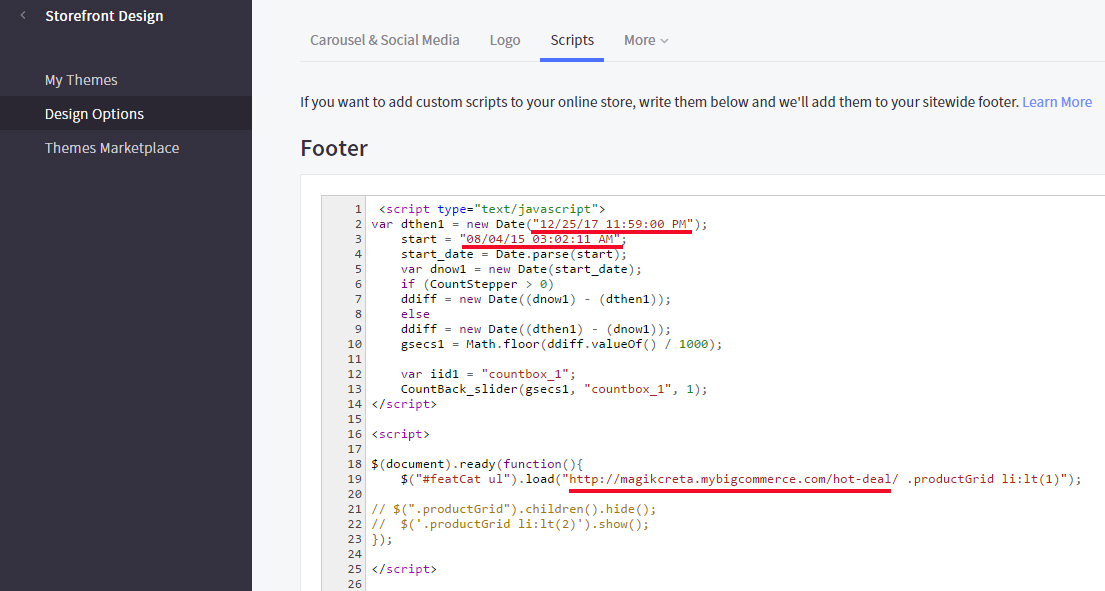 Storefront Design
My Themes
Design Options
Themes Marketplace
Carousel & Social Media Logo Scripts More
If you want to add custom scripts to your online store, write them below and we'll add them to your sitewide footer. Learn More
Footer
1 <script type="text/javascript">
2 var dthen1 = new Date("12/25/17 11:59:00 PM");
3 start = "08/04/15 03:02:11 AM";
4 start_date = Date.parse(start);
5 var dnow1 = new Date(start_date);
6 if (CountStepper > 0)
7 ddiff = new Date((dnow1) - (dthen1));
8 else
9 ddiff = new Date((dthen1) - (dnow1));
10 gsecs1 = Math.floor(ddiff.valueOf() / 1000);
11
12 var iid1 = "countbox_1";
13 CountBack_slider(gsecs1, "countbox_1", 1);
14 </script>
15
16 <script>
17
18 $(document).ready(function(){
19 $("#featCat ul").load("http://magikcreta.mybigcommerce.com/hot-deal/ .productGrid li:lt(1)");
20
21 // $(".productGrid").children().hide();
22 // $('.productGrid li:lt(2)').show();
23 });
24
25 </script>
26